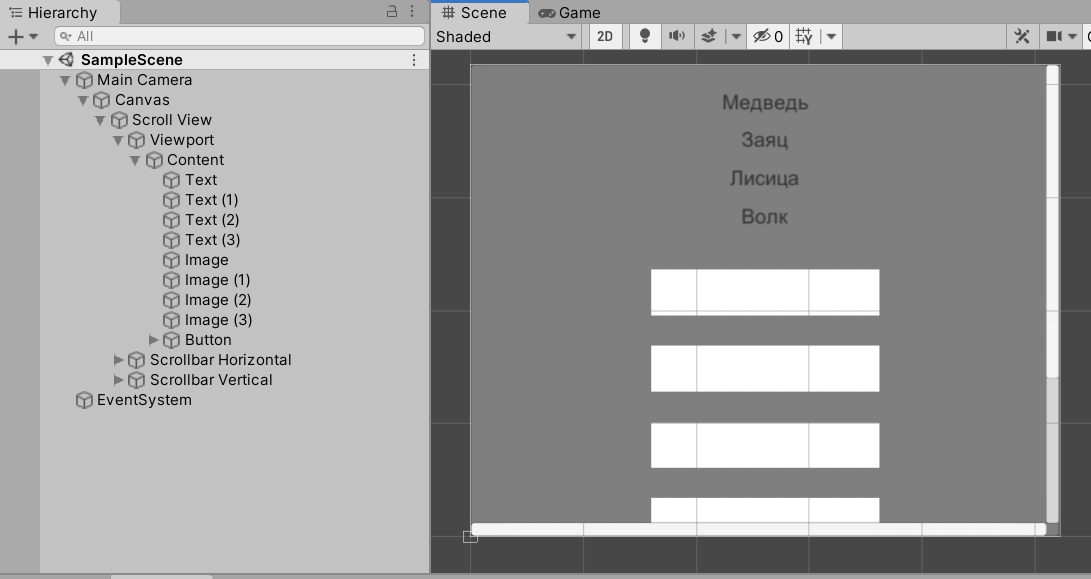 Hierarchy
All
SampleScene
Main Camera
Canvas
Scroll View
Viewport
Content
Text
Text (1)
Text (2)
Text (3)
Image
Image (1)
Image (2)
Image (3)
Button
Scrollbar Horizontal
Scrollbar Vertical
EventSystem
Scene
Game
Shaded
2D
0
Медведь
Заяц
Лисица
Волк